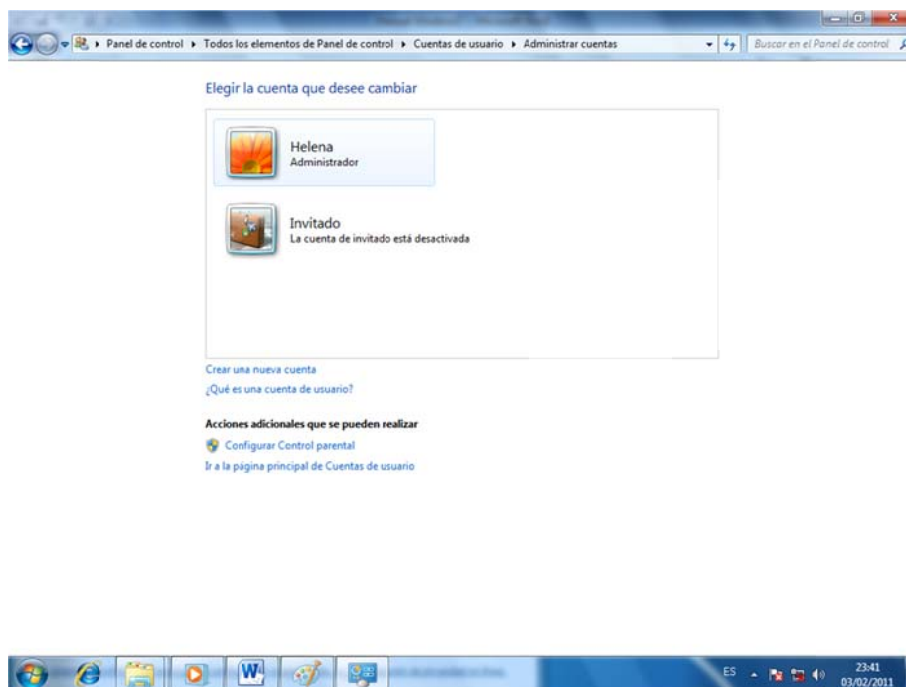 Panel de control ▸ Todos los elementos de Panel de control ▸ Cuentas de usuario ▸ Administrar cuentas
Buscar en el Panel de control
Elegir la cuenta que desee cambiar
Helena
Administrador
Invitado
La cuenta de invitado está desactivada
Crear una nueva cuenta
¿Qué es una cuenta de usuario?
Acciones adicionales que se pueden realizar
Configurar Control parental
Ir a la página principal de Cuentas de usuario
ES
23:41
03/02/2011